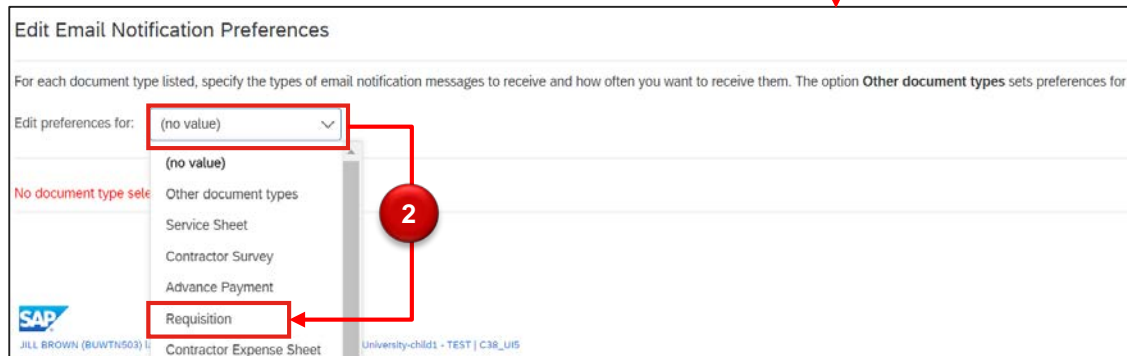 Edit Email Notification Preferences
For each document type listed, specify the types of email notification messages to receive and how often you want to receive them. The option Other document types sets preferences for
Edit preferences for: (no value)
(no value)
No document type sele
Other document types
Service Sheet
2
Contractor Survey
Advance Payment
SAP
Requisition
JILL BROWN (BUWTN503) l
Contractor Expense Sheet
University-child1 - TEST | C38_UI5